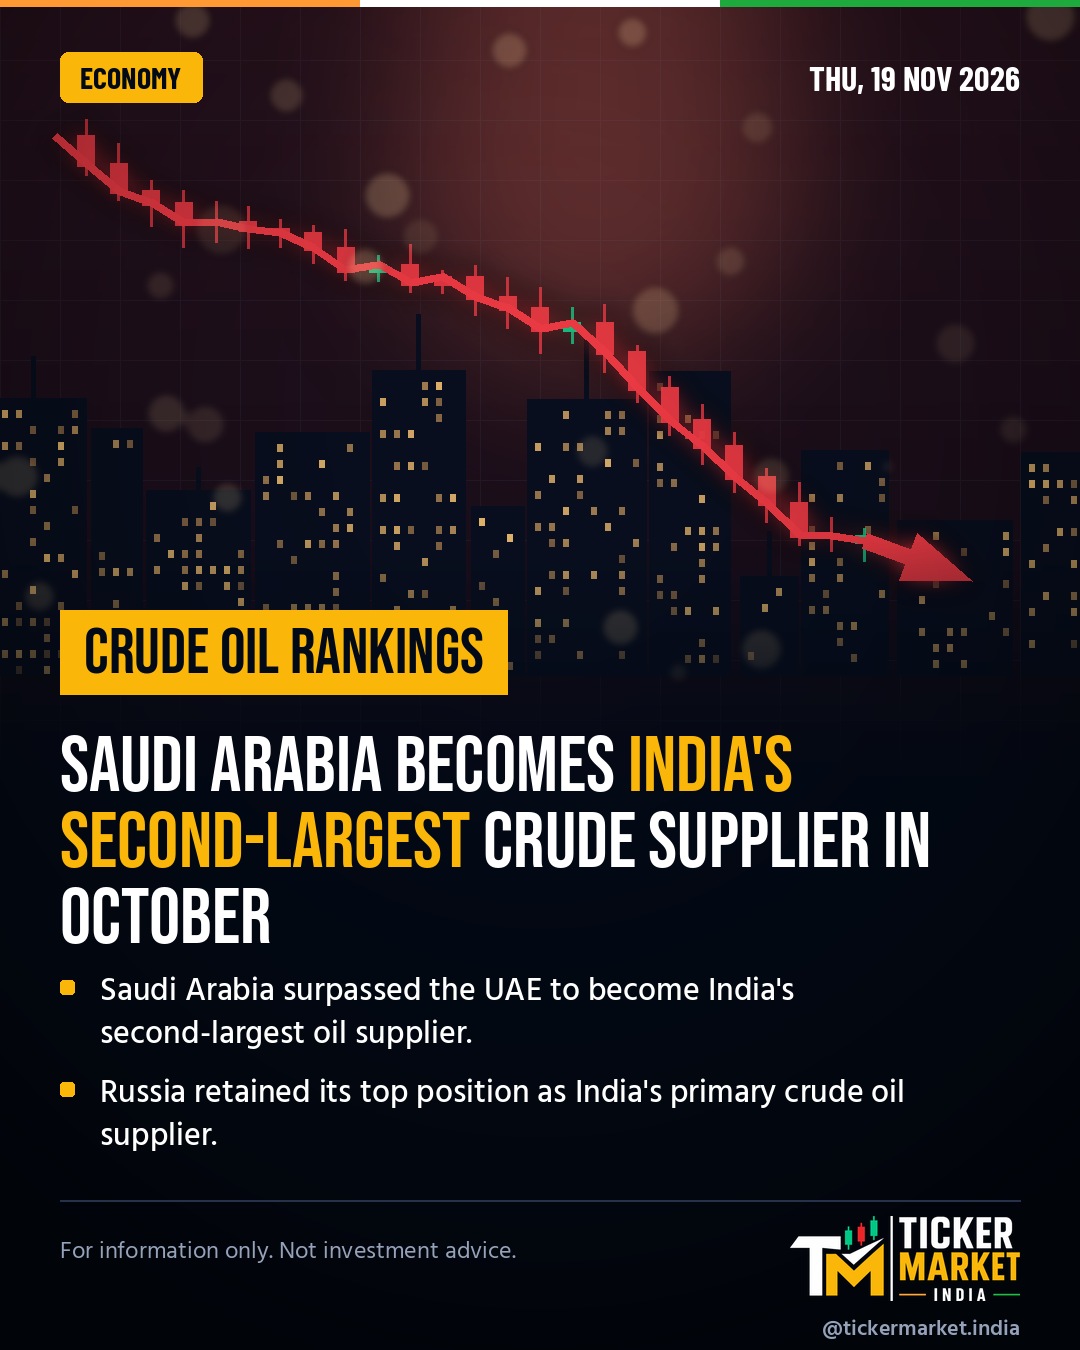 ECONOMY
THU, 19 NOV 2026
CRUDE OIL RANKINGS
SAUDI ARABIA BECOMES INDIA'S
SECOND-LARGEST CRUDE SUPPLIER IN
OCTOBER
Saudi Arabia surpassed the UAE to become India's
second-largest oil supplier.
Russia retained its top position as India's primary crude oil
supplier.
For information only. Not investment advice.
TM
TICKER
MARKET
INDIA
@tickermarket.india